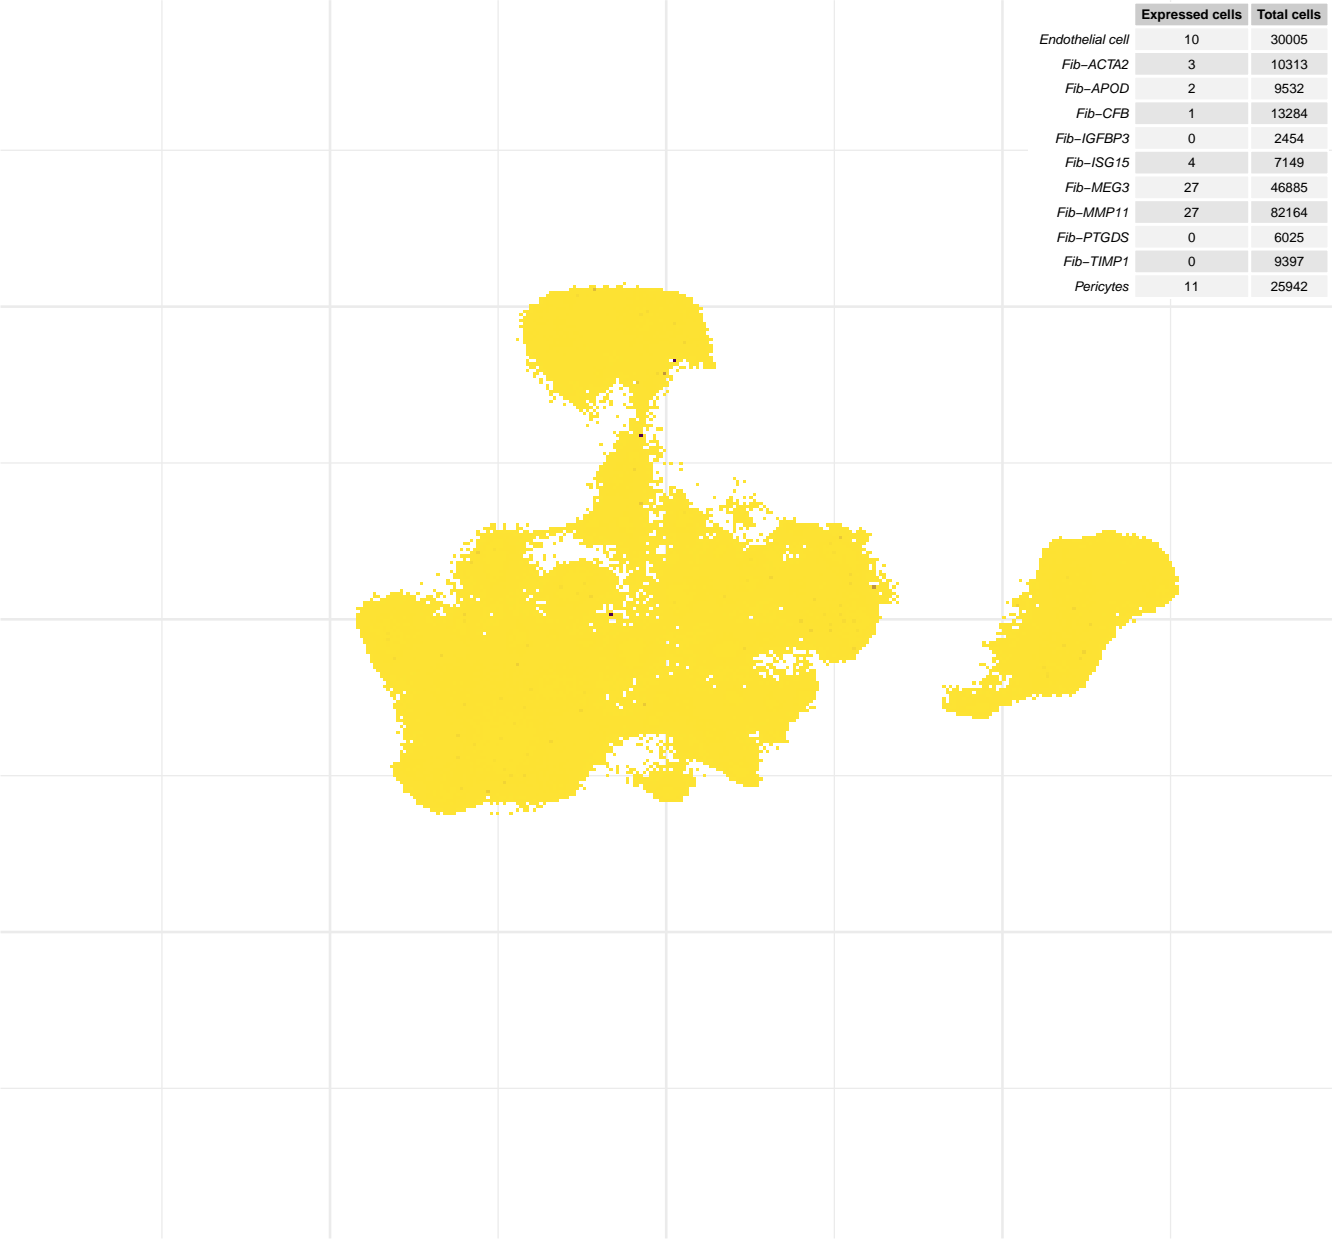 Expressed cells Total cells
Endothelial cell 10 30005
Fib−ACTA2 3 10313
Fib−APOD 2 9532
Fib−CFB 1 13284
Fib−IGFBP3 0 2454
Fib−ISG15 4 7149
Fib−MEG3 27 46885
Fib−MMP11 27 82164
Fib−PTGDS 0 6025
Fib−TIMP1 0 9397
Pericytes 11 25942